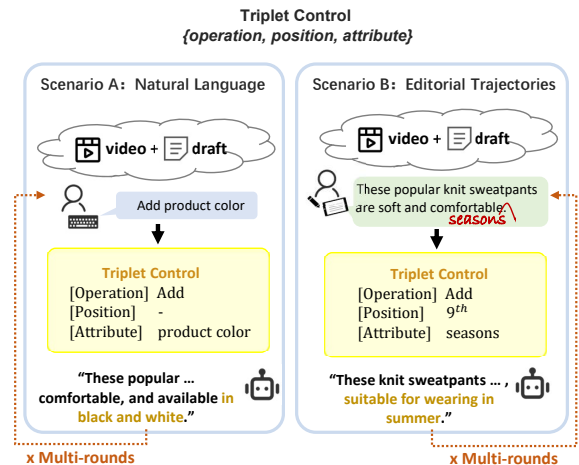 Triplet Control
{operation, position, attribute}
Scenario A: Natural Language
video + draft
Add product color
Triplet Control
[Operation] Add
[Position] -
[Attribute] product color
“These popular ...
comfortable, and available in
black and white.”
x Multi-rounds
Scenario B: Editorial Trajectories
video + draft
These popular knit sweatpants
are soft and comfortable.
seasons
Triplet Control
[Operation] Add
[Position] 9th
[Attribute] seasons
“These knit sweatpants ... ,
suitable for wearing in
summer.”
x Multi-rounds